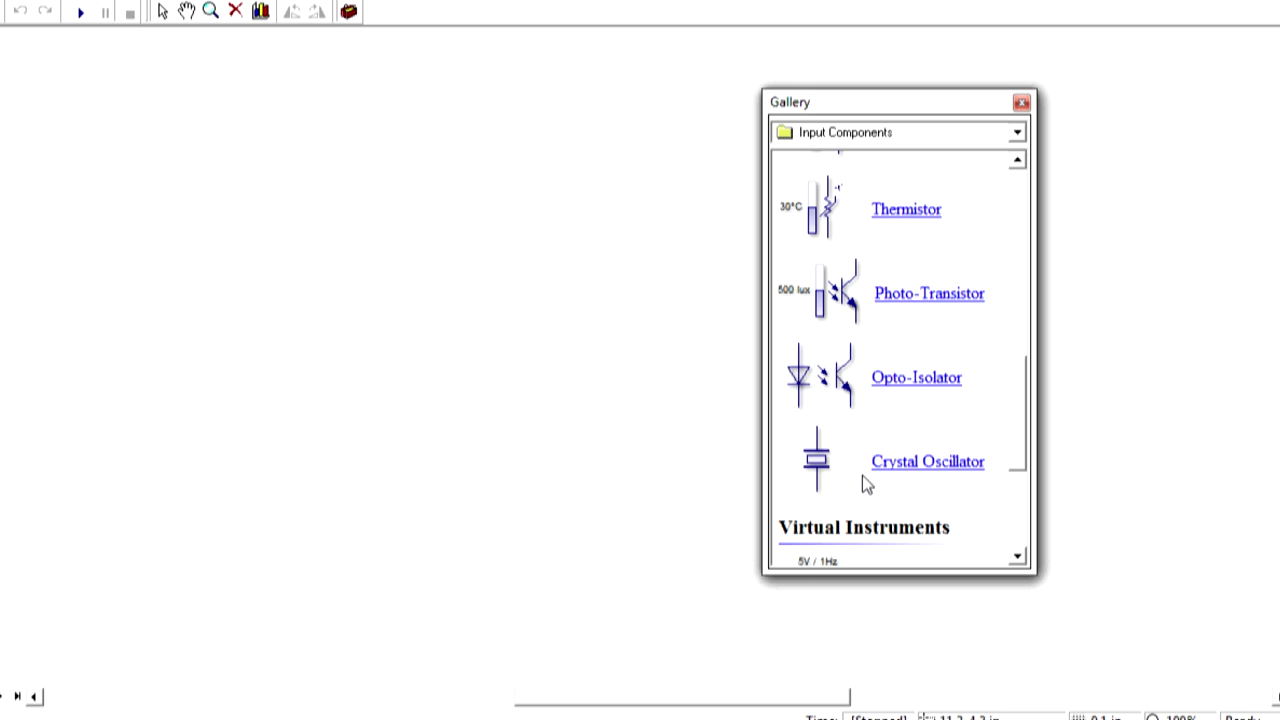 Gallery
Input Components
30°C
Thermistor
500 lux
Photo-Transistor
Opto-Isolator
Crystal Oscillator
Virtual Instruments
5V / 1Hz